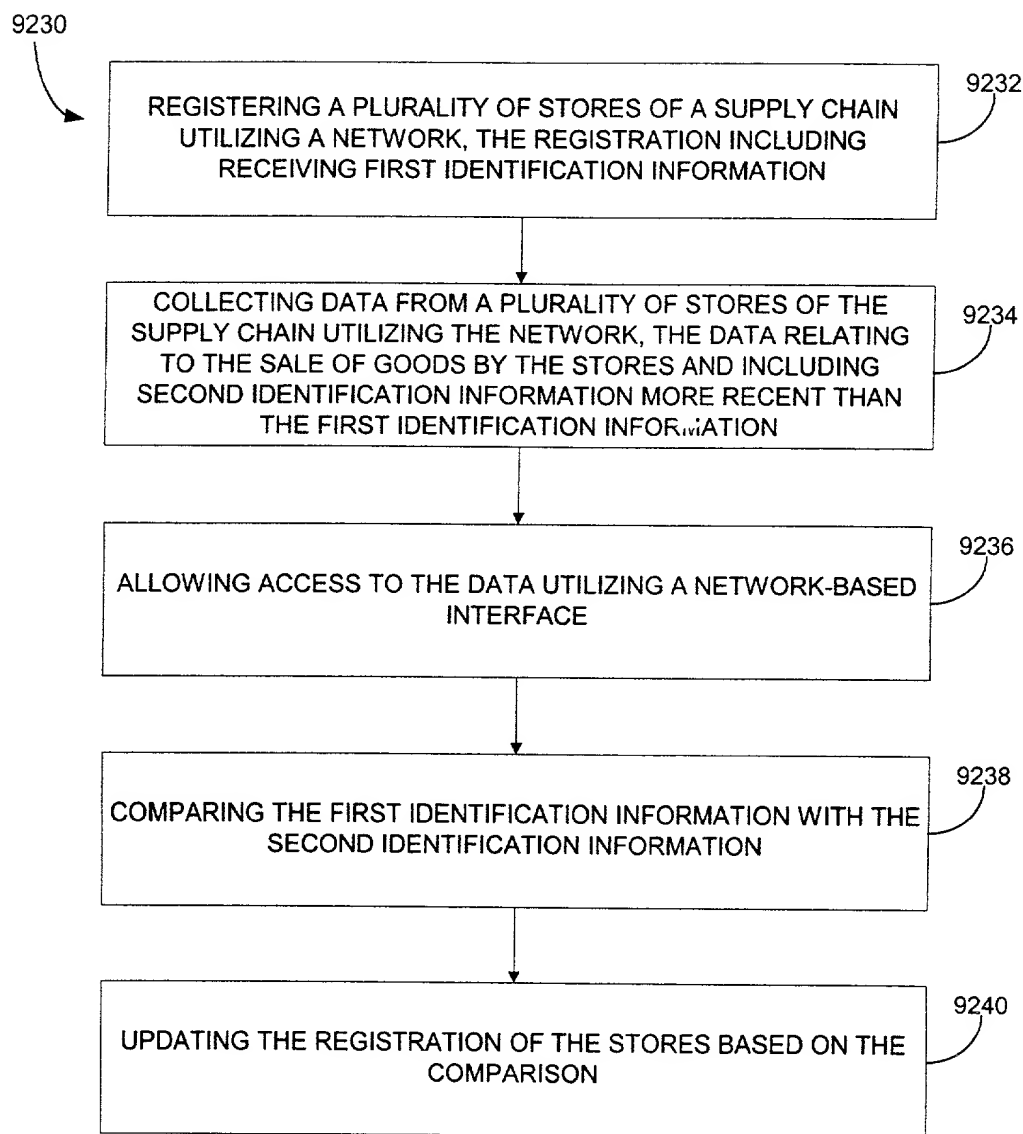 9230
9232
REGISTERING A PLURALITY OF STORES OF A SUPPLY CHAIN
UTILIZING A NETWORK, THE REGISTRATION INCLUDING
RECEIVING FIRST IDENTIFICATION INFORMATION
9234
COLLECTING DATA FROM A PLURALITY OF STORES OF THE
SUPPLY CHAIN UTILIZING THE NETWORK, THE DATA RELATING
TO THE SALE OF GOODS BY THE STORES AND INCLUDING
SECOND IDENTIFICATION INFORMATION MORE RECENT THAN
THE FIRST IDENTIFICATION INFORMATION
9236
ALLOWING ACCESS TO THE DATA UTILIZING A NETWORK-BASED
INTERFACE
9238
COMPARING THE FIRST IDENTIFICATION INFORMATION WITH THE
SECOND IDENTIFICATION INFORMATION
9240
UPDATING THE REGISTRATION OF THE STORES BASED ON THE
COMPARISON